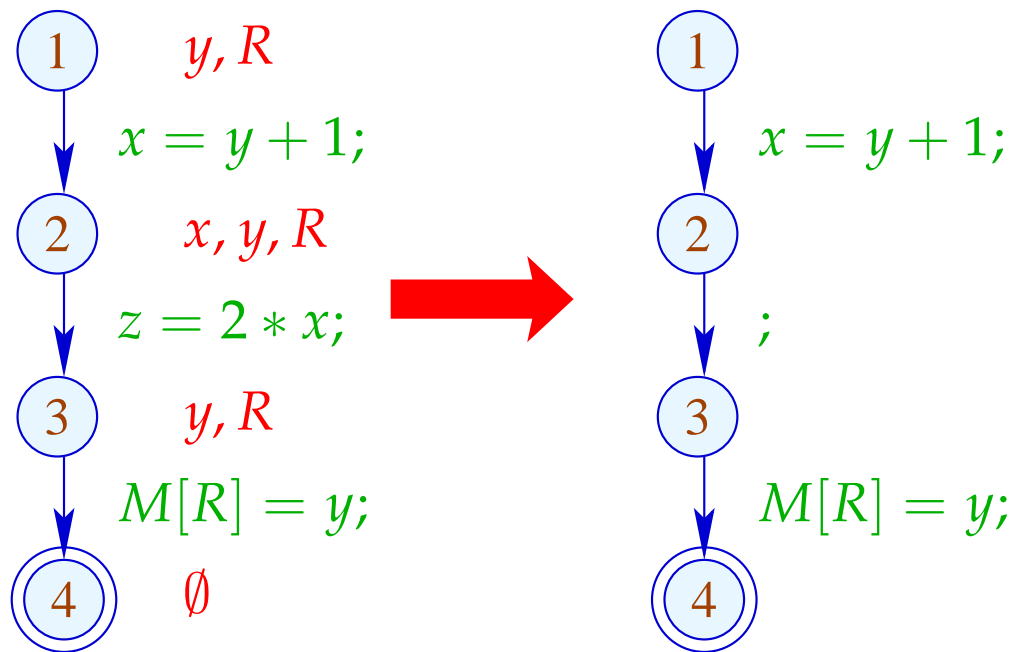 1 y, R
x = y + 1;
2 x, y, R
z = 2 ∗ x;
3 y, R
M[R] = y;
4 ∅
1
x = y + 1;
2
;
3
M[R] = y;
4